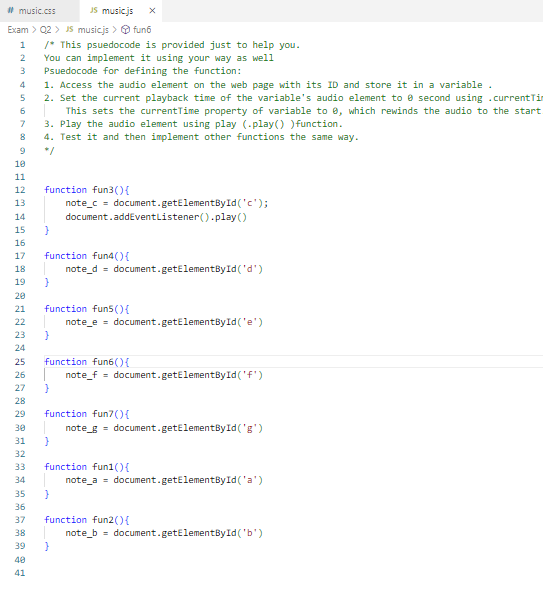 # music.css JS music.js ×
Exam > Q2 > JS music.js > fun6
1 /* This psuedocode is provided just to help you.
2 You can implement it using your way as well
3 Psuedocode for defining the function:
4 1. Access the audio element on the web page with its ID and store it in a variable .
5 2. Set the current playback time of the variable's audio element to 0 second using .currentTi
6 This sets the currentTime property of variable to 0, which rewinds the audio to the start
7 3. Play the audio element using play (.play() )function.
8 4. Test it and then implement other functions the same way.
9 */
10
11
12 function fun3(){
13 note_c = document.getElementById('c');
14 document.addEventListener().play()
15 }
16
17 function fun4(){
18 note_d = document.getElementById('d')
19 }
20
21 function fun5(){
22 note_e = document.getElementById('e')
23 }
24
25 function fun6(){
26 note_f = document.getElementById('f')
27 }
28
29 function fun7(){
30 note_g = document.getElementById('g')
31 }
32
33 function fun1(){
34 note_a = document.getElementById('a')
35 }
36
37 function fun2(){
38 note_b = document.getElementById('b')
39 }
40
41